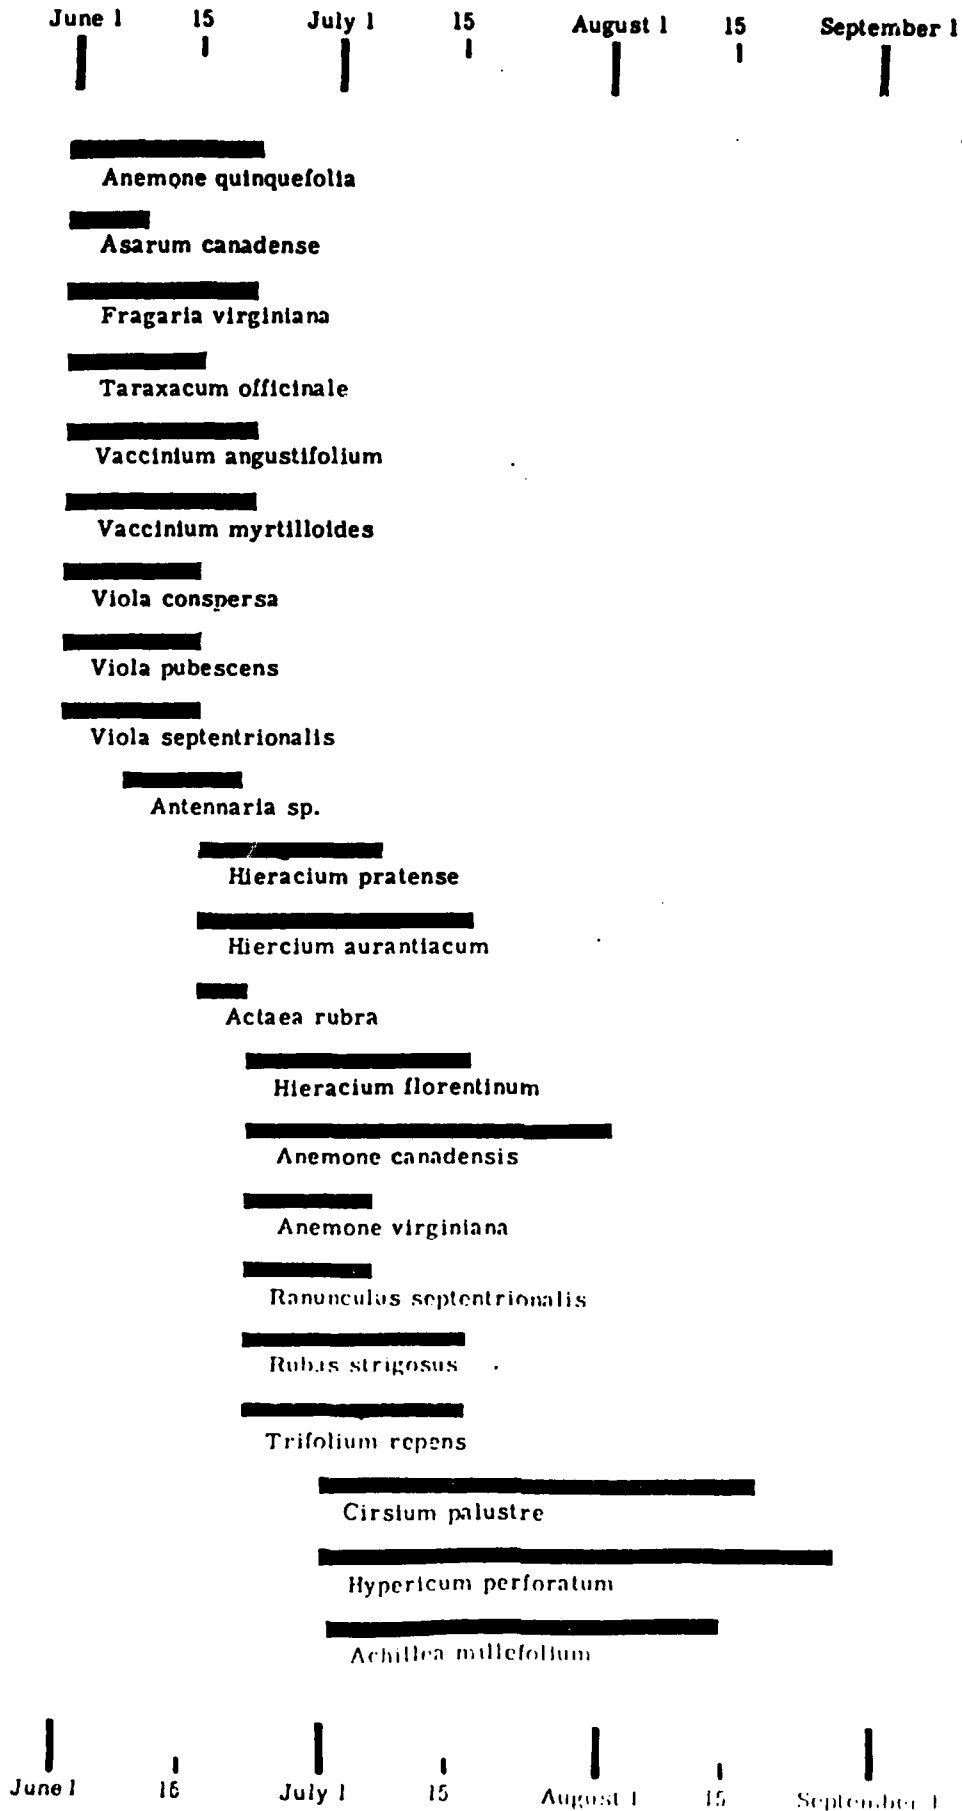 June 1 15 July 1 15 August 1 15 September 1
Anemone quinquefolia
Asarum canadense
Fragaria virginiana
Taraxacum officinale
Vaccinium angustifolium
Vaccinium myrtilloides
Viola conspersa
Viola pubescens
Viola septentrionalis
Antennaria sp.
Hieracium pratense
Hiercium aurantiacum
Actaea rubra
Hieracium florentinum
Anemone canadensis
Anemone virginiana
Ranunculus septentrionalis
Rubus strigosus
Trifolium repens
Cirsium palustre
Hypericum perforatum
Achillea millefolium
June 1 15 July 1 15 August 1 15 September 1